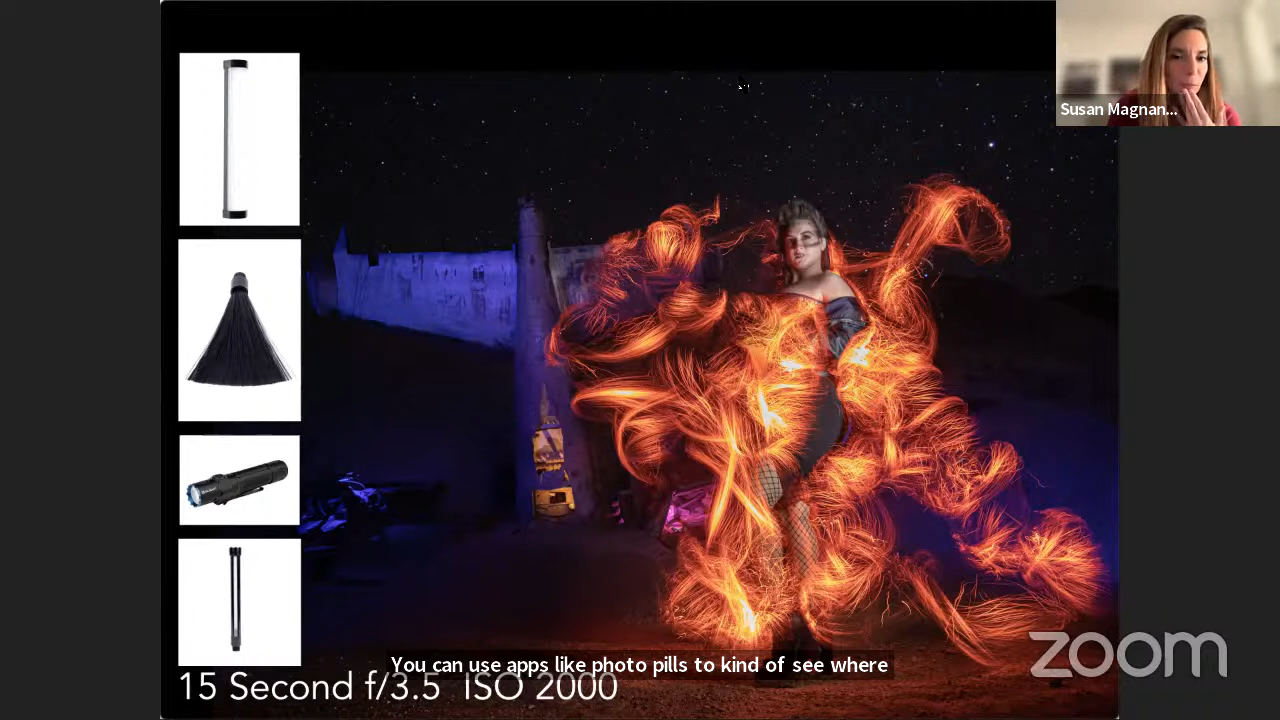 Susan Magnan...
You can use apps like photo pills to kind of see where
15 Second f/3.5 ISO 2000
zoom